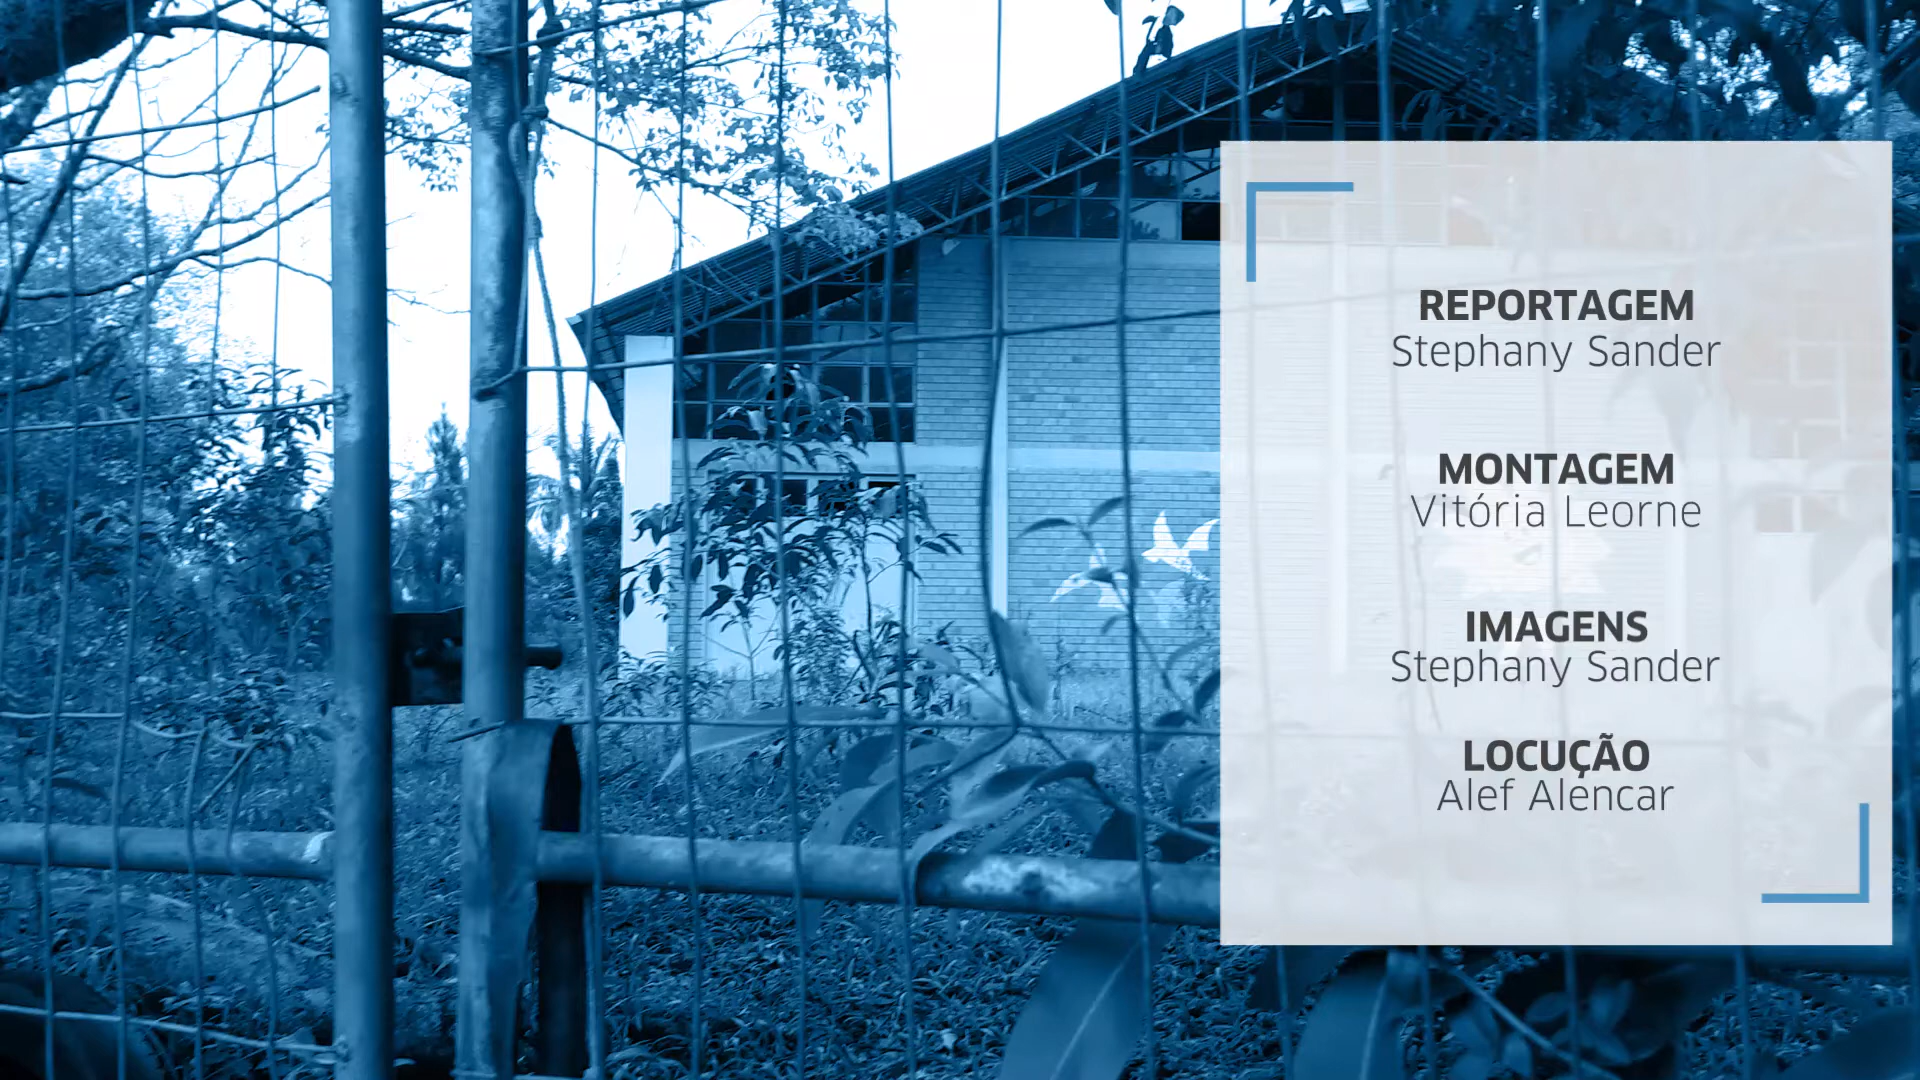 REPORTAGEM
Stephany Sander
MONTAGEM
Vitória Leorne
IMAGENS
Stephany Sander
LOCUÇÃO
Alef Alencar